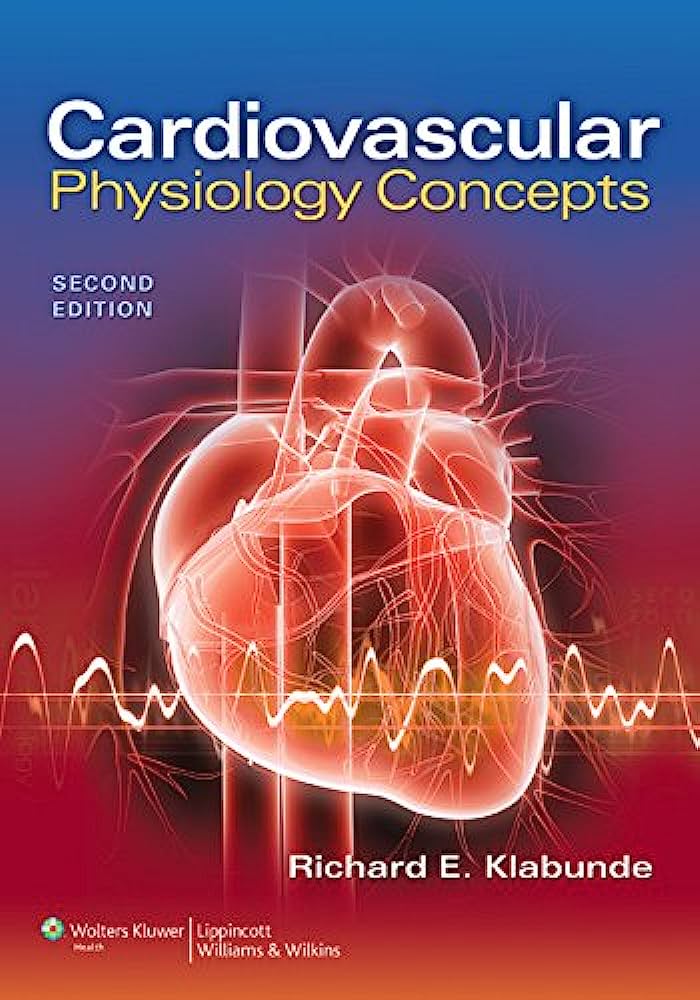 Cardiovascular
Physiology Concepts
SECOND
EDITION
Richard E. Klabunde
Wolters Kluwer
Health
Lippincott
Williams & Wilkins